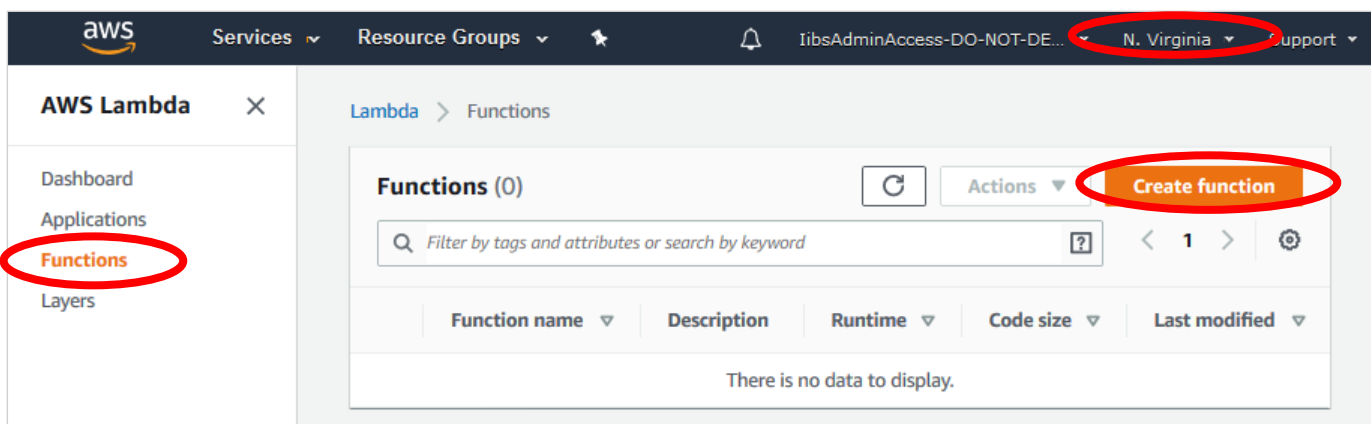 aws Services Resource Groups IibsAdminAccess-DO-NOT-DE... N. Virginia Support
AWS Lambda
Lambda > Functions
Dashboard
Applications
Functions
Layers
Functions (0) Actions Create function
Filter by tags and attributes or search by keyword ? < 1 >
Function name Description Runtime Code size Last modified
There is no data to display.